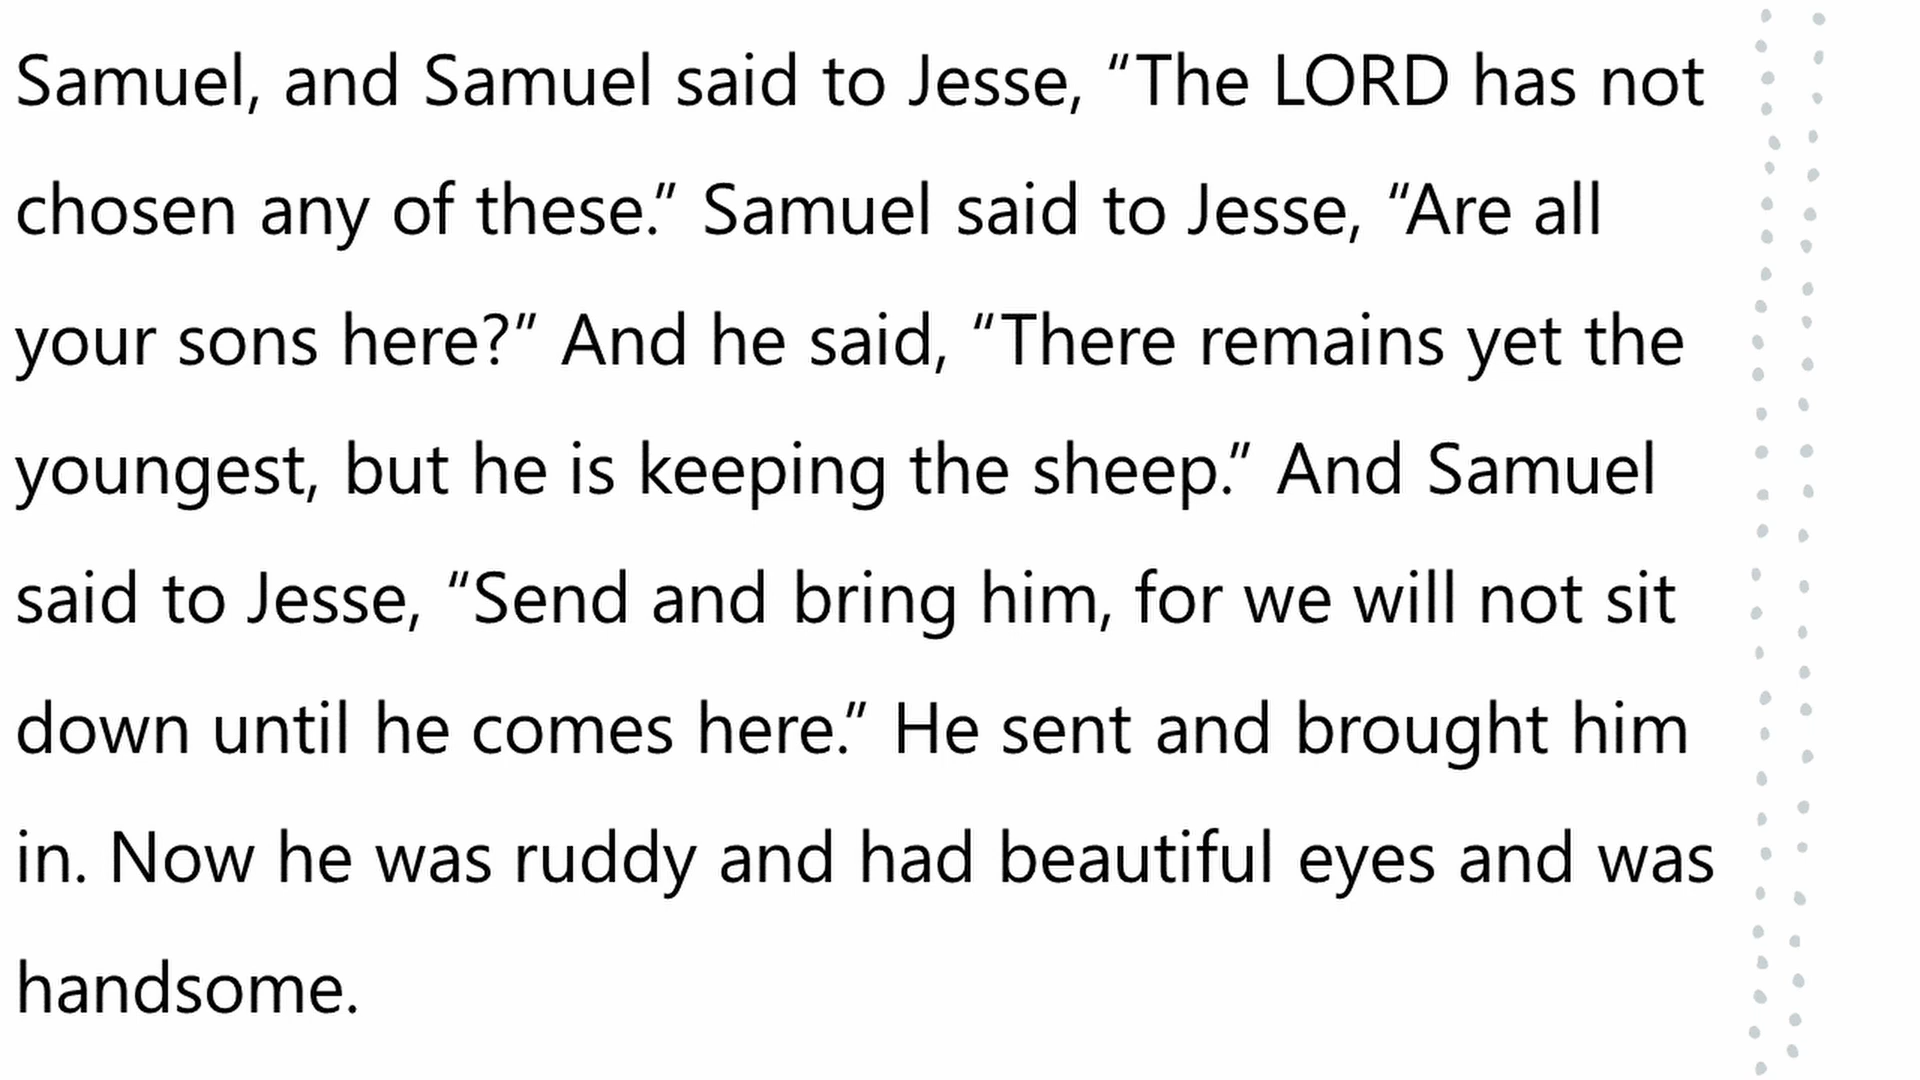 Samuel, and Samuel said to Jesse, “The LORD has not
chosen any of these.” Samuel said to Jesse, “Are all
your sons here?” And he said, “There remains yet the
youngest, but he is keeping the sheep.” And Samuel
said to Jesse, “Send and bring him, for we will not sit
down until he comes here.” He sent and brought him
in. Now he was ruddy and had beautiful eyes and was
handsome.